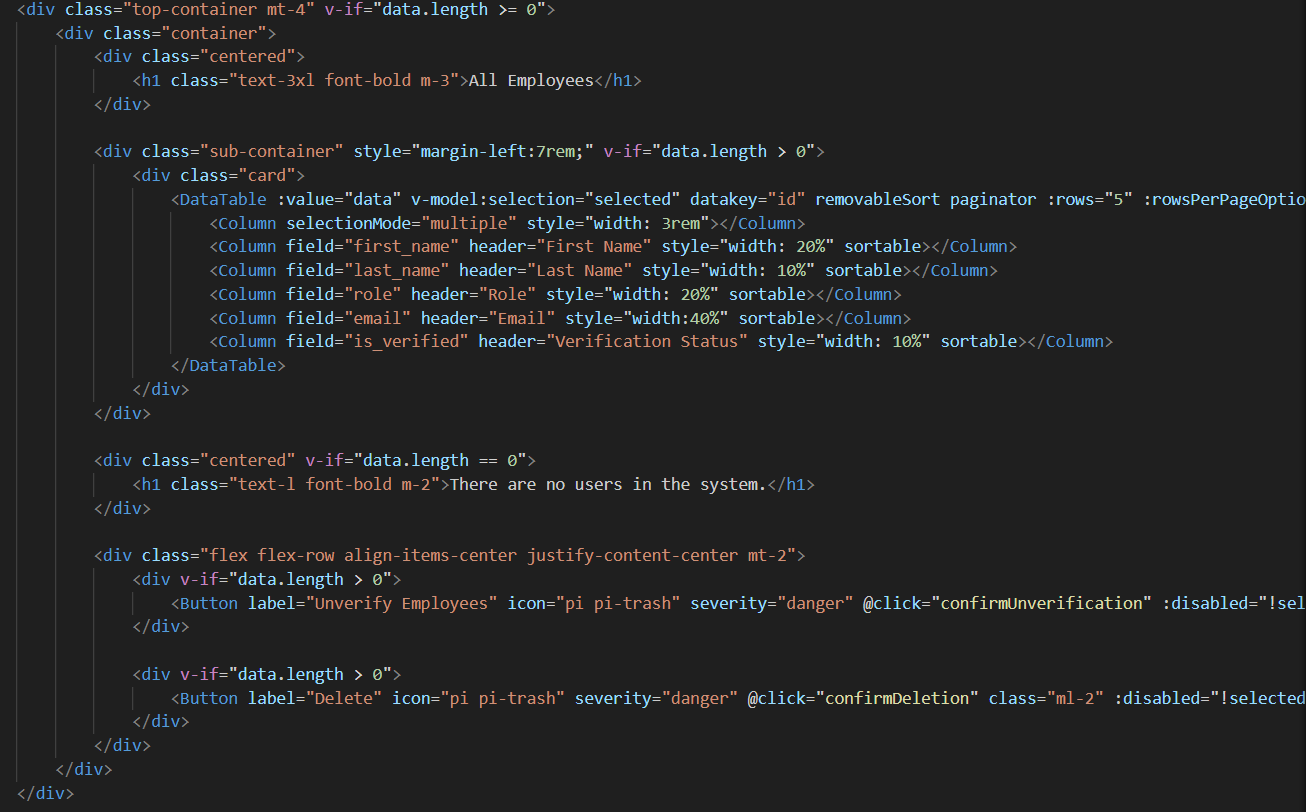 <div class="top-container mt-4" v-if="data.length >= 0">
<div class="container">
<div class="centered">
<h1 class="text-3xl font-bold m-3">All Employees</h1>
</div>
<div class="sub-container" style="margin-left:7rem;" v-if="data.length > 0">
<div class="card">
<DataTable :value="data" v-model:selection="selected" datakey="id" removableSort paginator :rows="5" :rowsPerPageOptio
<Column selectionMode="multiple" style="width: 3rem"></Column>
<Column field="first_name" header="First Name" style="width: 20%" sortable></Column>
<Column field="last_name" header="Last Name" style="width: 10%" sortable></Column>
<Column field="role" header="Role" style="width: 20%" sortable></Column>
<Column field="email" header="Email" style="width:40%" sortable></Column>
<Column field="is_verified" header="Verification Status" style="width: 10%" sortable></Column>
</DataTable>
</div>
</div>
<div class="centered" v-if="data.length == 0">
<h1 class="text-l font-bold m-2">There are no users in the system.</h1>
</div>
<div class="flex flex-row align-items-center justify-content-center mt-2">
<div v-if="data.length > 0">
<Button label="Unverify Employees" icon="pi pi-trash" severity="danger" @click="confirmUnverification" :disabled="!sel
</div>
<div v-if="data.length > 0">
<Button label="Delete" icon="pi pi-trash" severity="danger" @click="confirmDeletion" class="ml-2" :disabled="!selected
</div>
</div>
</div>
</div>